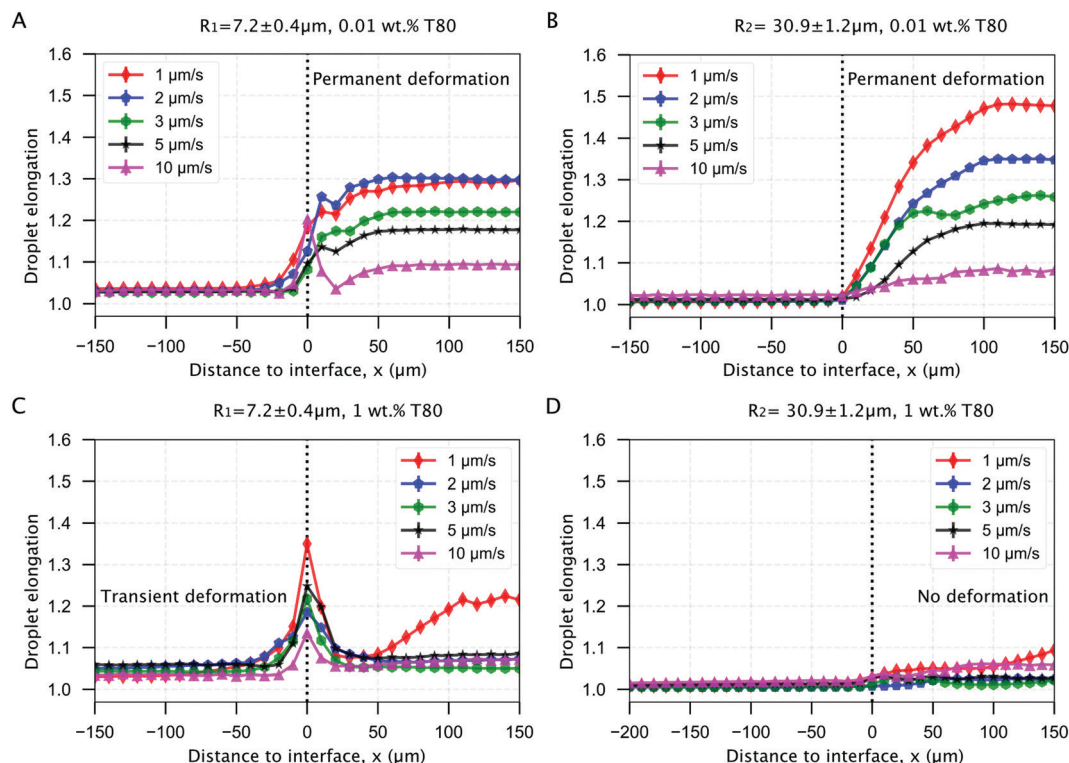 A
R1=7.2±0.4μm, 0.01 wt.% T80
1.6
1.5
1.4
1.3
1.2
1.1
1.0
Droplet elongation
1 μm/s
2 μm/s
3 μm/s
5 μm/s
10 μm/s
Permanent deformation
−150 −100 −50 0 50 100 150
Distance to interface, x (μm)
B
R2= 30.9±1.2μm, 0.01 wt.% T80
1.6
1.5
1.4
1.3
1.2
1.1
1.0
Droplet elongation
1 μm/s
2 μm/s
3 μm/s
5 μm/s
10 μm/s
Permanent deformation
−150 −100 −50 0 50 100 150
Distance to interface, x (μm)
C
R1=7.2±0.4μm, 1 wt.% T80
1.6
1.5
1.4
1.3
1.2
1.1
1.0
Droplet elongation
1 μm/s
2 μm/s
3 μm/s
5 μm/s
10 μm/s
Transient deformation
−150 −100 −50 0 50 100 150
Distance to interface, x (μm)
D
R2= 30.9±1.2μm, 1 wt.% T80
1.6
1.5
1.4
1.3
1.2
1.1
1.0
Droplet elongation
1 μm/s
2 μm/s
3 μm/s
5 μm/s
10 μm/s
No deformation
−200 −150 −100 −50 0 50 100 150
Distance to interface, x (μm)